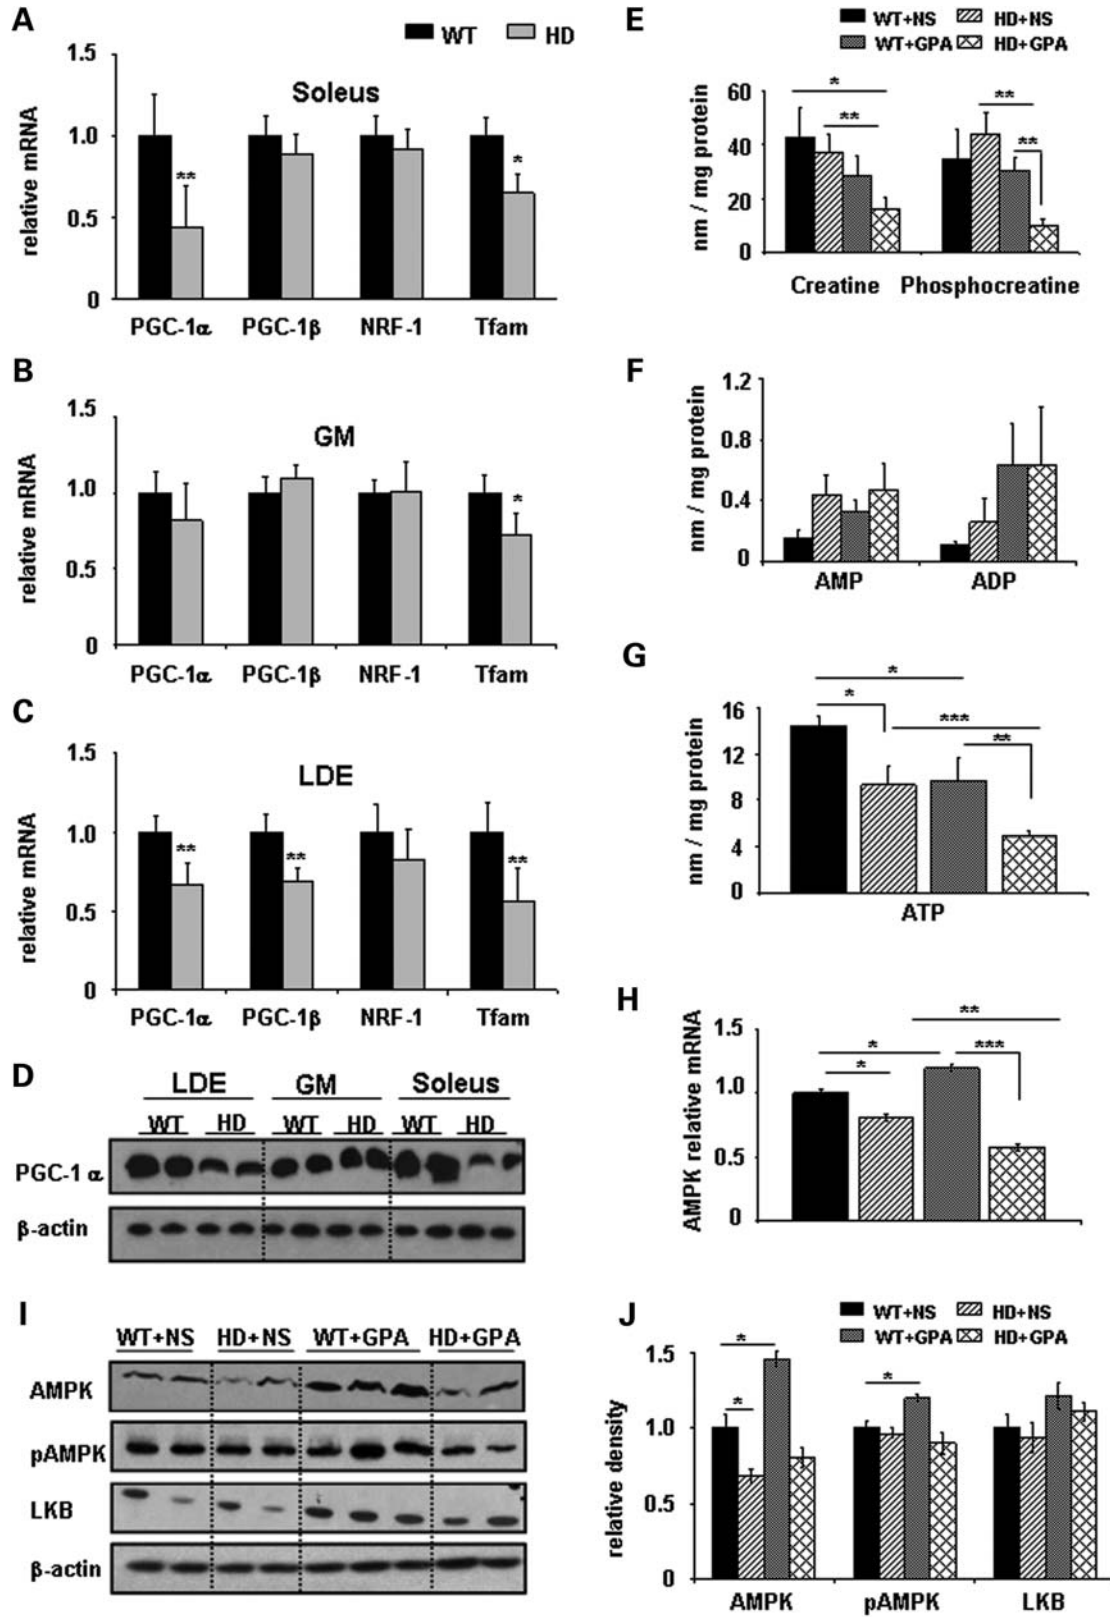 A
WT HD
1.5
1.0
0.5
0
relative mRNA
Soleus
**
*
PGC-1α PGC-1β NRF-1 Tfam
B
1.5
1.0
0.5
0
relative mRNA
GM
*
PGC-1α PGC-1β NRF-1 Tfam
C
1.5
1.0
0.5
0
relative mRNA
LDE
**
**
**
PGC-1α PGC-1β NRF-1 Tfam
D
LDE GM Soleus
WT HD WT HD WT HD
PGC-1 α
β-actin
I
WT+NS HD+NS WT+GPA HD+GPA
AMPK
pAMPK
LKB
β-actin
E
WT+NS HD+NS
WT+GPA HD+GPA
60
40
20
0
nm / mg protein
*
**
**
**
Creatine Phosphocreatine
F
1.2
0.8
0.4
0
nm / mg protein
AMP ADP
G
16
12
8
4
0
nm / mg protein
*
*
***
**
ATP
H
1.5
1.0
0.5
0
AMPK relative mRNA
**
*
***
*
J
WT+NS HD+NS
WT+GPA HD+GPA
1.5
1.0
0.5
0
relative density
*
*
*
AMPK pAMPK LKB